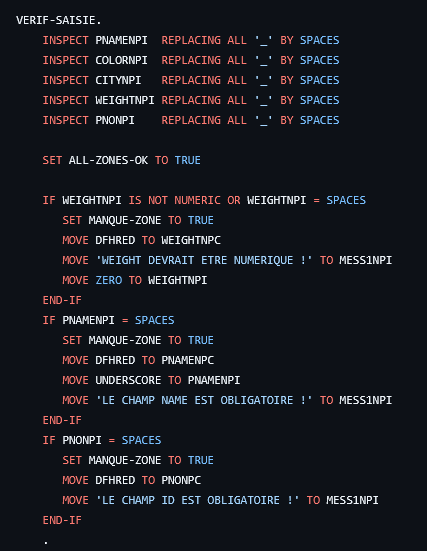 VERIF-SAISIE.
    INSPECT PNAMENPI  REPLACING ALL '_' BY SPACES
    INSPECT COLORNPI  REPLACING ALL '_' BY SPACES
    INSPECT CITYNPI   REPLACING ALL '_' BY SPACES
    INSPECT WEIGHTNPI REPLACING ALL '_' BY SPACES
    INSPECT PNONPI    REPLACING ALL '_' BY SPACES

    SET ALL-ZONES-OK TO TRUE

    IF WEIGHTNPI IS NOT NUMERIC OR WEIGHTNPI = SPACES
       SET MANQUE-ZONE TO TRUE
       MOVE DFHRED TO WEIGHTNPC
       MOVE 'WEIGHT DEVRAIT ETRE NUMERIQUE !' TO MESS1NPI
       MOVE ZERO TO WEIGHTNPI
    END-IF
    IF PNAMENPI = SPACES
       SET MANQUE-ZONE TO TRUE
       MOVE DFHRED TO PNAMENPC
       MOVE UNDERSCORE TO PNAMENPI
       MOVE 'LE CHAMP NAME EST OBLIGATOIRE !' TO MESS1NPI
    END-IF
    IF PNONPI = SPACES
       SET MANQUE-ZONE TO TRUE
       MOVE DFHRED TO PNONPC
       MOVE 'LE CHAMP ID EST OBLIGATOIRE !' TO MESS1NPI
    END-IF
    .